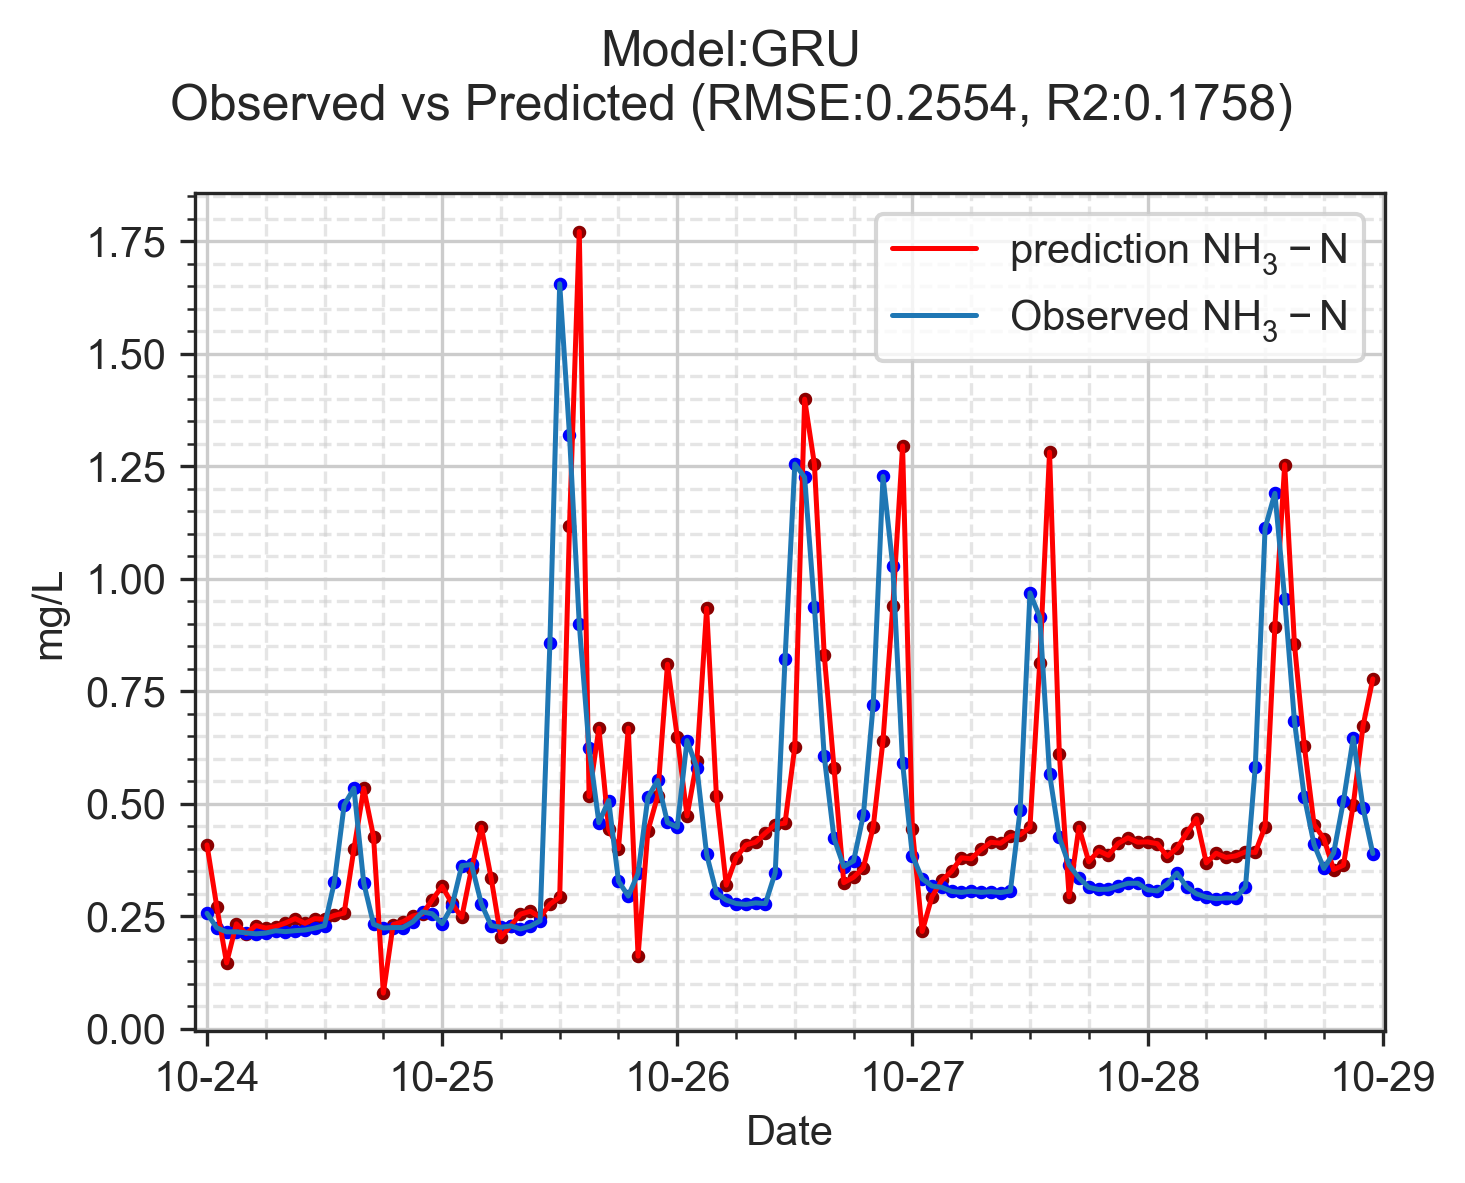 Model:GRU
Observed vs Predicted (RMSE:0.2554, R2:0.1758)
prediction NH₃ − N
Observed NH₃ − N
1.75
1.50
1.25
1.00
0.75
0.50
0.25
0.00
mg/L
10-24 10-25 10-26 10-27 10-28 10-29
Date